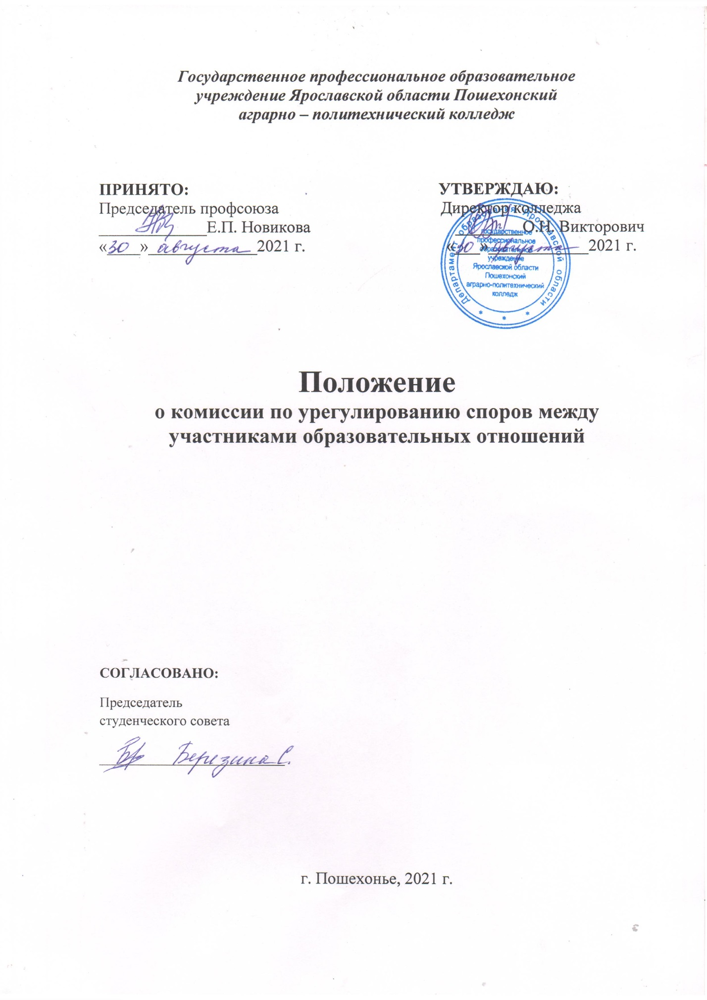 Государственное профессиональное образовательное
учреждение Ярославской области Пошехонский
аграрно – политехнический колледж
ПРИНЯТО:
Председатель профсоюза
_____________Е.П. Новикова
«30»  августа 2021 г.
УТВЕРЖДАЮ:
Директор колледжа
________О.Н. Викторович
«30» августа 2021 г.
Департамент образования Ярославской области
государственное
профессиональное
образовательное
учреждение
Ярославской области
Пошехонский
аграрно-политехнический
колледж
Положение
о комиссии по урегулированию споров между
участниками образовательных отношений
СОГЛАСОВАНО:
Председатель
студенческого совета
Березина С.
г. Пошехонье, 2021 г.